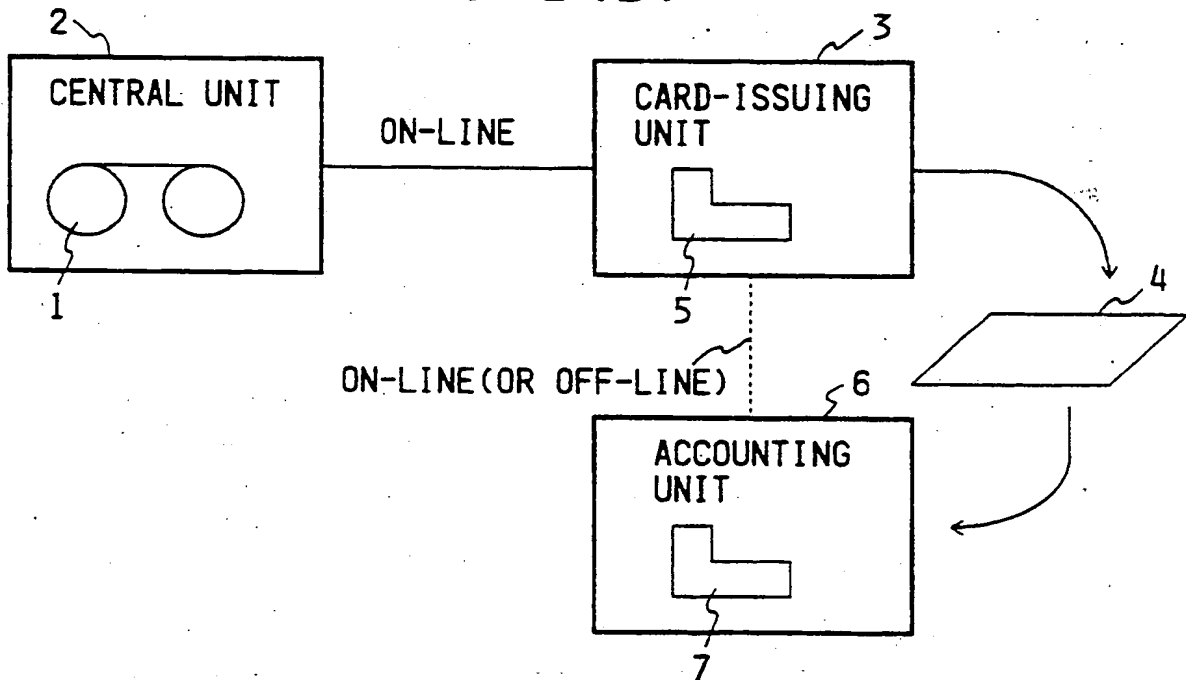 2
3
CENTRAL UNIT
CARD-ISSUING
UNIT
ON-LINE
1
5
4
ON-LINE(OR OFF-LINE)
6
ACCOUNTING
UNIT
7